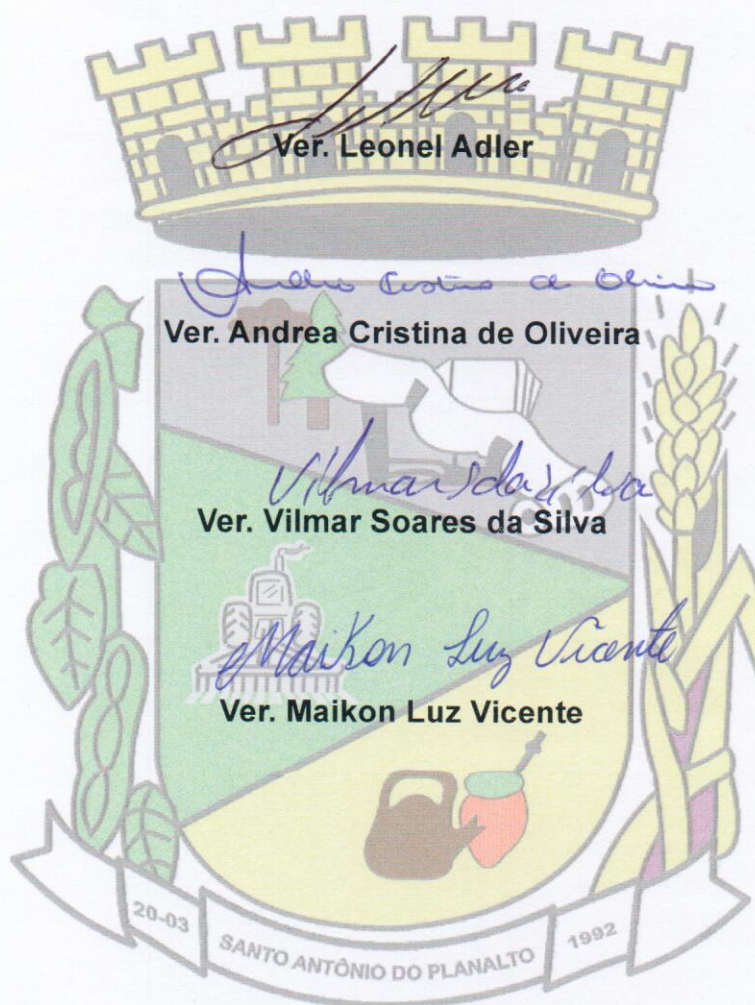 Ver. Leonel Adler
Ver. Andrea Cristina de Oliveira
Vilmar S da Silva
Ver. Vilmar Soares da Silva
Maikon Luz Vicente
Ver. Maikon Luz Vicente
20-03
SANTO ANTÔNIO DO PLANALTO
1992